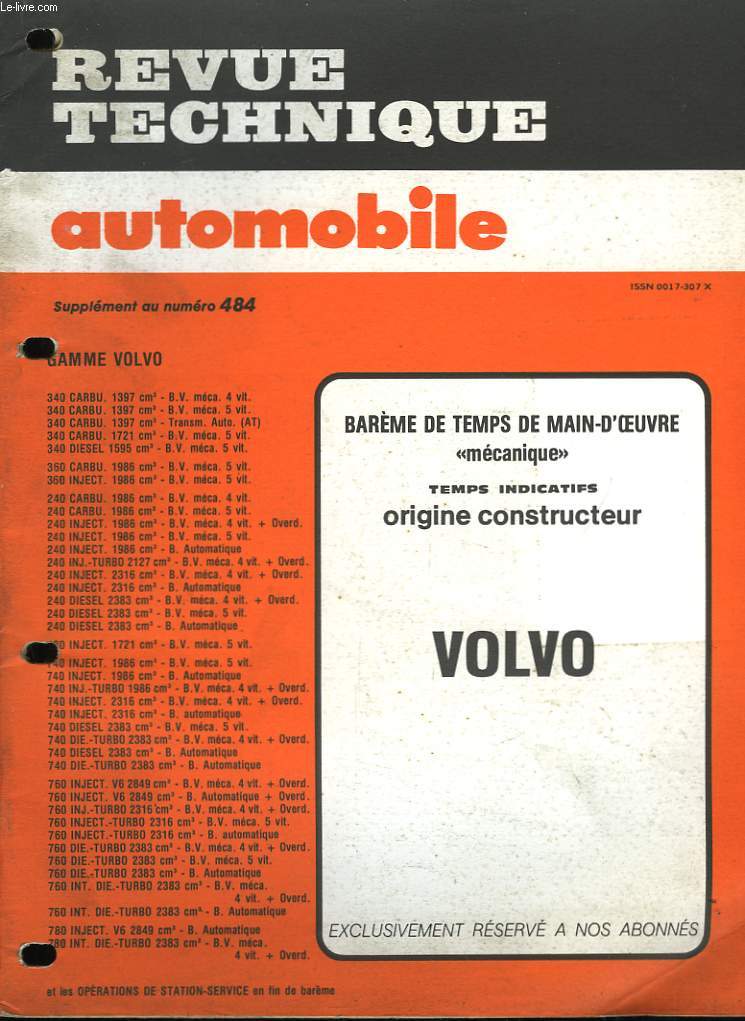 Le-livre.com
REVUE
TECHNIQUE
automobile
ISSN 0017-307 X
Supplément au numéro 484
GAMME VOLVO
340 CARBU. 1397 cm³ - B.V. méca. 4 vit.
340 CARBU. 1397 cm³ - B.V. méca. 5 vit.
340 CARBU. 1397 cm³ - Transm. Auto. (AT)
340 CARBU. 1721 cm³ - B.V. méca. 5 vit.
340 DIESEL 1595 cm³ - B.V. méca. 5 vit.
360 CARBU. 1986 cm³ - B.V. méca. 5 vit.
360 INJECT. 1986 cm³ - B.V. méca. 5 vit.
240 CARBU. 1986 cm³ - B.V. méca. 4 vit.
240 CARBU. 1986 cm³ - B.V. méca. 5 vit.
240 INJECT. 1986 cm³ - B.V. méca. 4 vit. + Overd.
240 INJECT. 1986 cm³ - B.V. méca. 5 vit.
240 INJECT. 1986 cm³ - B. Automatique
240 INJ.-TURBO 2127 cm³ - B.V. méca. 4 vit. + Overd.
240 INJECT. 2316 cm³ - B.V. méca. 4 vit. + Overd.
240 INJECT. 2316 cm³ - B. Automatique
240 DIESEL 2383 cm³ - B.V. méca. 4 vit. + Overd.
240 DIESEL 2383 cm³ - B.V. méca. 5 vit.
240 DIESEL 2383 cm³ - B. Automatique
INJECT. 1721 cm³ - B.V. méca. 5 vit.
740 INJECT. 1986 cm³ - B.V. méca. 5 vit.
740 INJECT. 1986 cm³ - B. Automatique
740 INJ.-TURBO 1986 cm³ - B.V. méca. 4 vit. + Overd.
740 INJECT. 2316 cm³ - B.V. méca. 4 vit. + Overd.
740 INJECT. 2316 cm³ - B. automatique
740 DIESEL 2383 cm³ - B.V. méca. 5 vit.
740 DIE.-TURBO 2383 cm³ - B.V. méca. 4 vit. + Overd.
740 DIESEL 2383 cm³ - B. Automatique
740 DIE.-TURBO 2383 cm³ - B. Automatique
760 INJECT. V6 2849 cm³ - B.V. méca. 4 vit. + Overd.
760 INJECT. V6 2849 cm³ - B. Automatique + Overd.
760 INJ.-TURBO 2316 cm³ - B.V. méca. 4 vit. + Overd.
760 INJECT.-TURBO 2316 cm³ - B.V. méca. 5 vit.
760 INJECT.-TURBO 2316 cm³ - B. automatique
760 DIE.-TURBO 2383 cm³ - B.V. méca. 4 vit. + Overd.
760 DIE.-TURBO 2383 cm³ - B.V. méca. 5 vit.
760 DIE.-TURBO 2383 cm³ - B. Automatique
760 INT. DIE.-TURBO 2383 cm³ - B.V. méca.
4 vit. + Overd.
760 INT. DIE.-TURBO 2383 cm³ - B. Automatique
780 INJECT. V6 2849 cm³ - B. Automatique
780 INT. DIE.-TURBO 2383 cm³ - B.V. méca.
4 vit. + Overd.
et les OPÉRATIONS DE STATION-SERVICE en fin de barème
BARÈME DE TEMPS DE MAIN-D'ŒUVRE
«mécanique»
TEMPS INDICATIFS
origine constructeur
VOLVO
EXCLUSIVEMENT RÉSERVÉ A NOS ABONNÉS